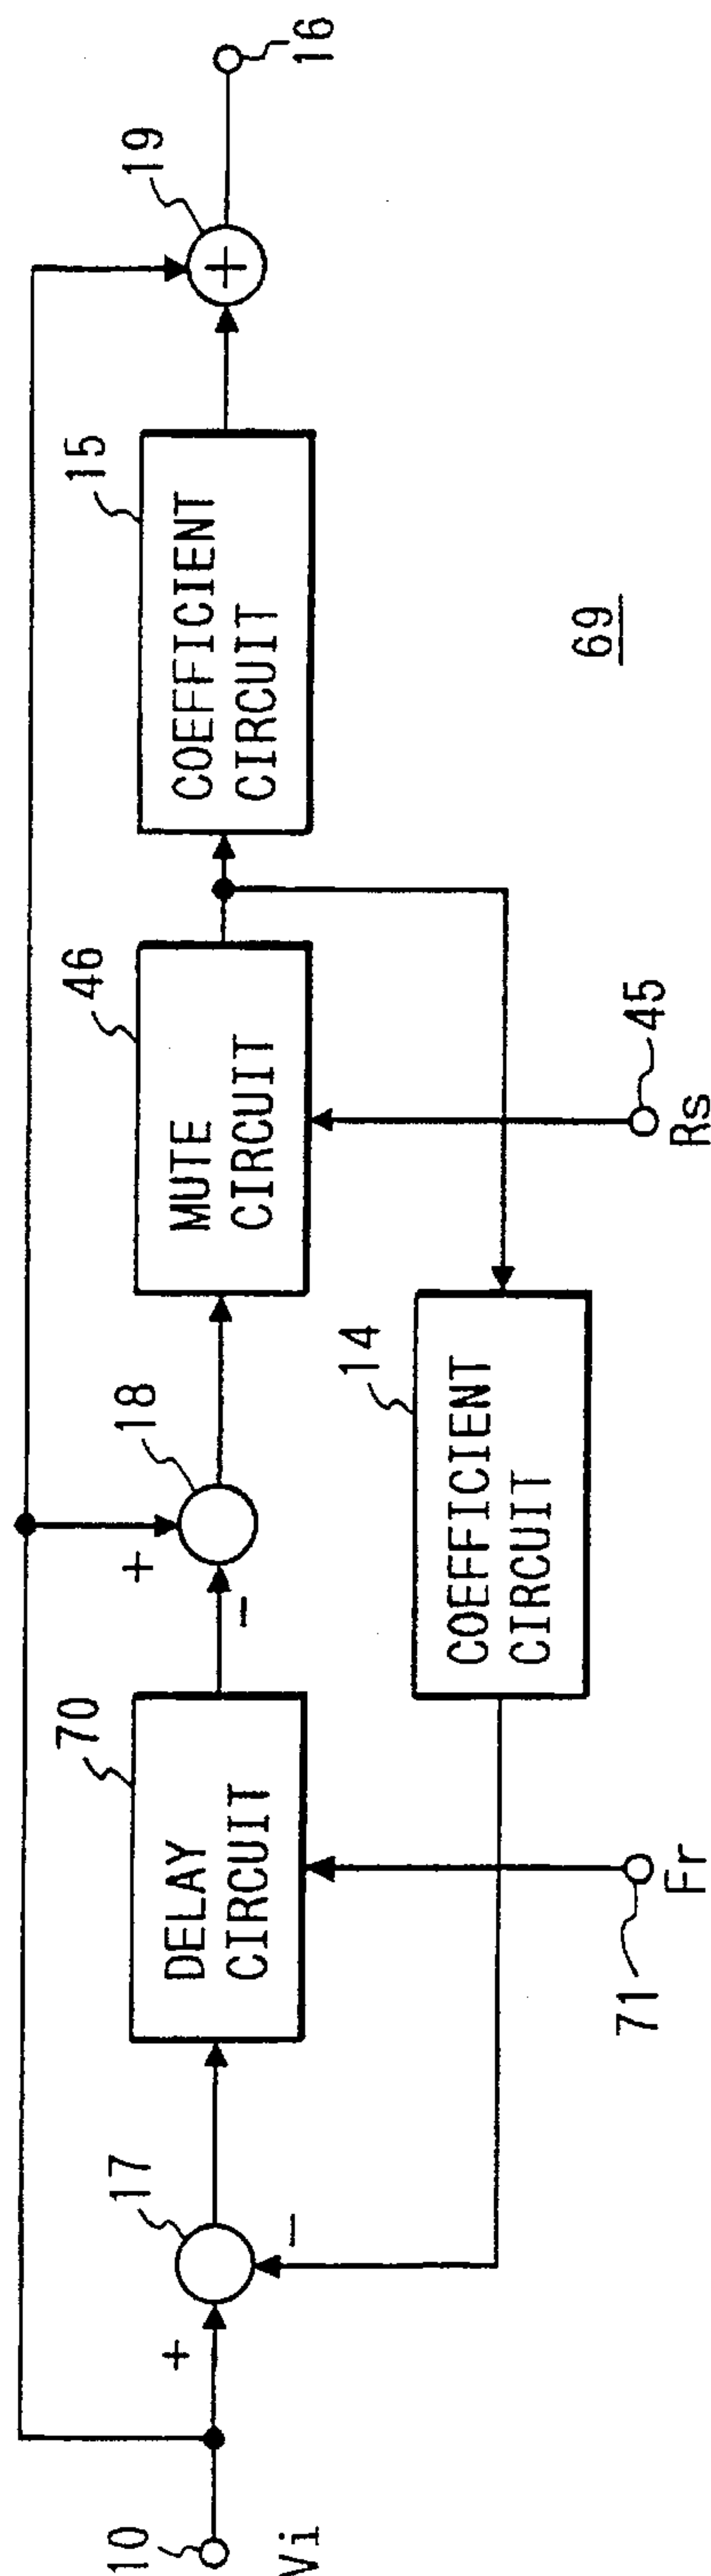 10
Vi
+
17
−
DELAY
CIRCUIT
70
71
Fr
−
+
18
MUTE
CIRCUIT
46
45
Rs
COEFFICIENT
CIRCUIT
14
COEFFICIENT
CIRCUIT
15
69
+
19
16